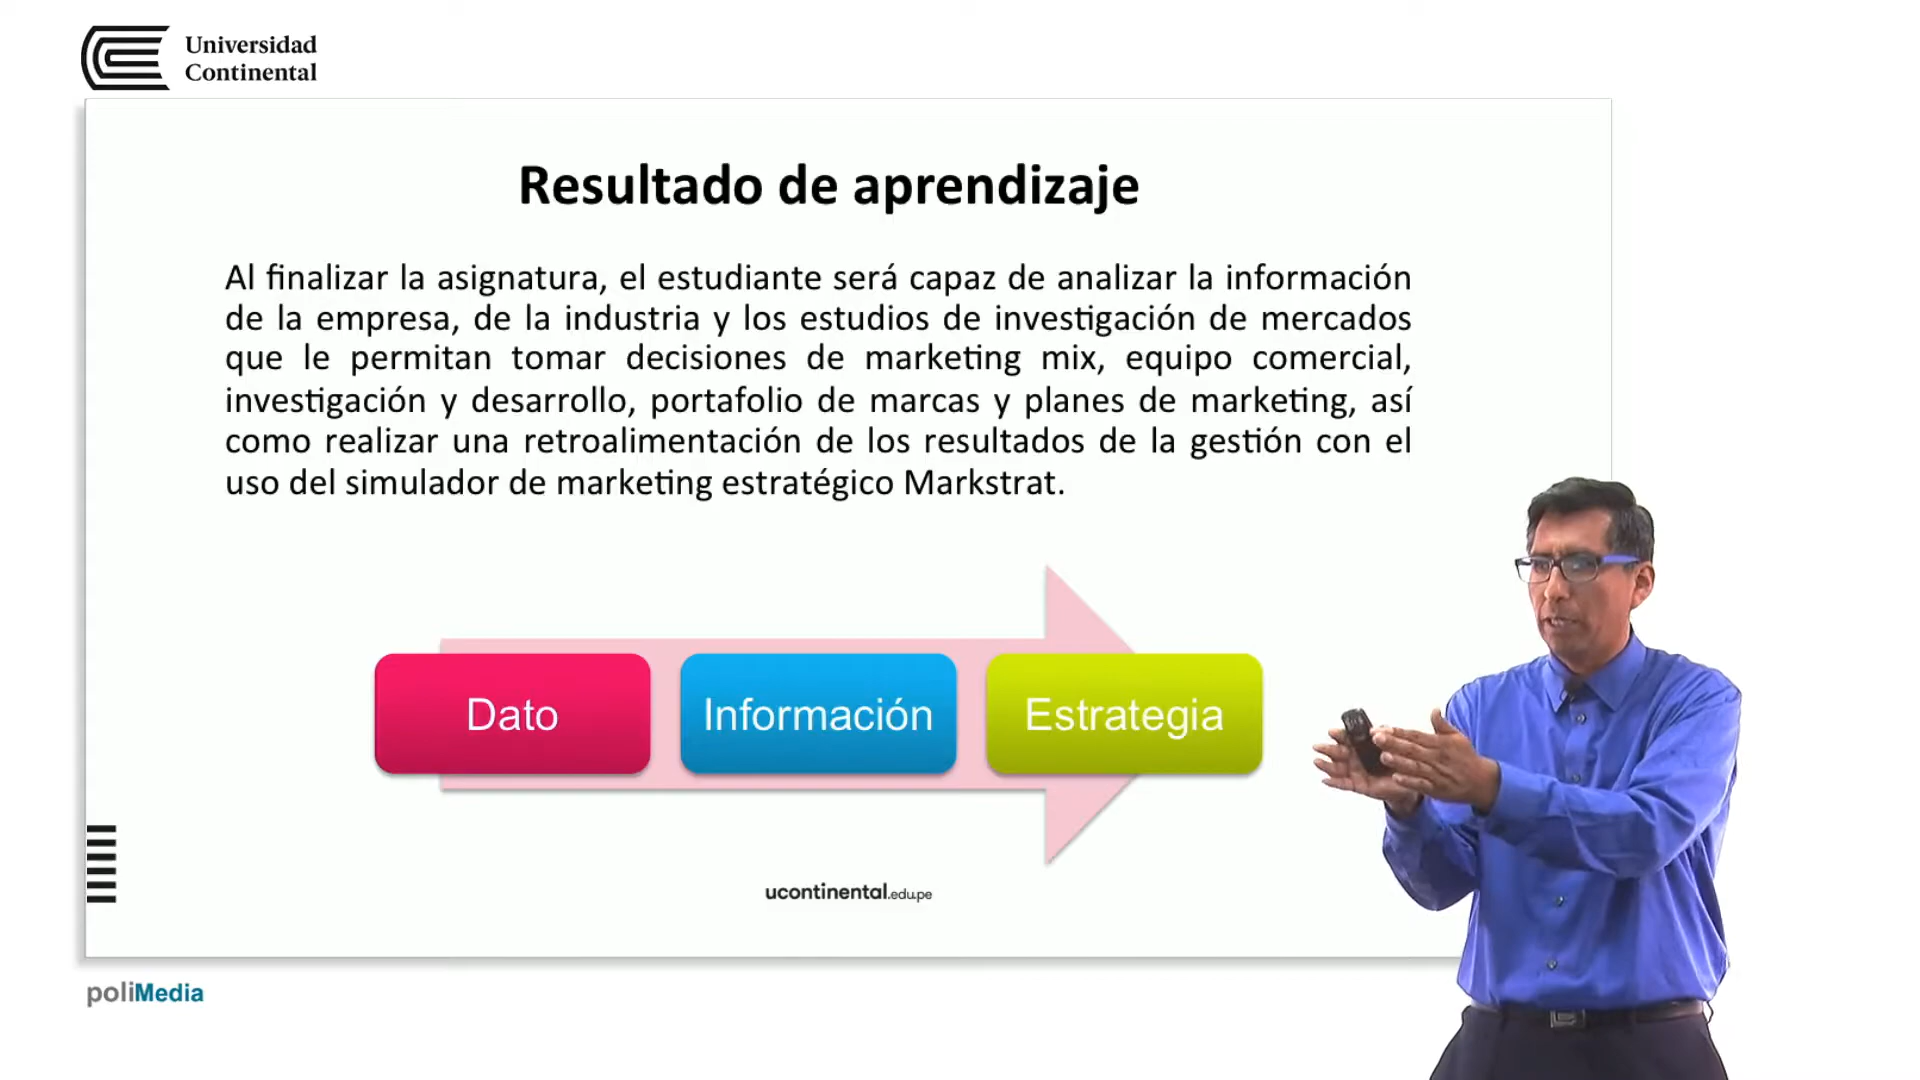 Universidad
Continental
Resultado de aprendizaje
Al finalizar la asignatura, el estudiante será capaz de analizar la información
de la empresa, de la industria y los estudios de investigación de mercados
que le permitan tomar decisiones de marketing mix, equipo comercial,
investigación y desarrollo, portafolio de marcas y planes de marketing, así
como realizar una retroalimentación de los resultados de la gestión con el
uso del simulador de marketing estratégico Markstrat.
Dato
Información
Estrategia
ucontinental.edu.pe
poliMedia